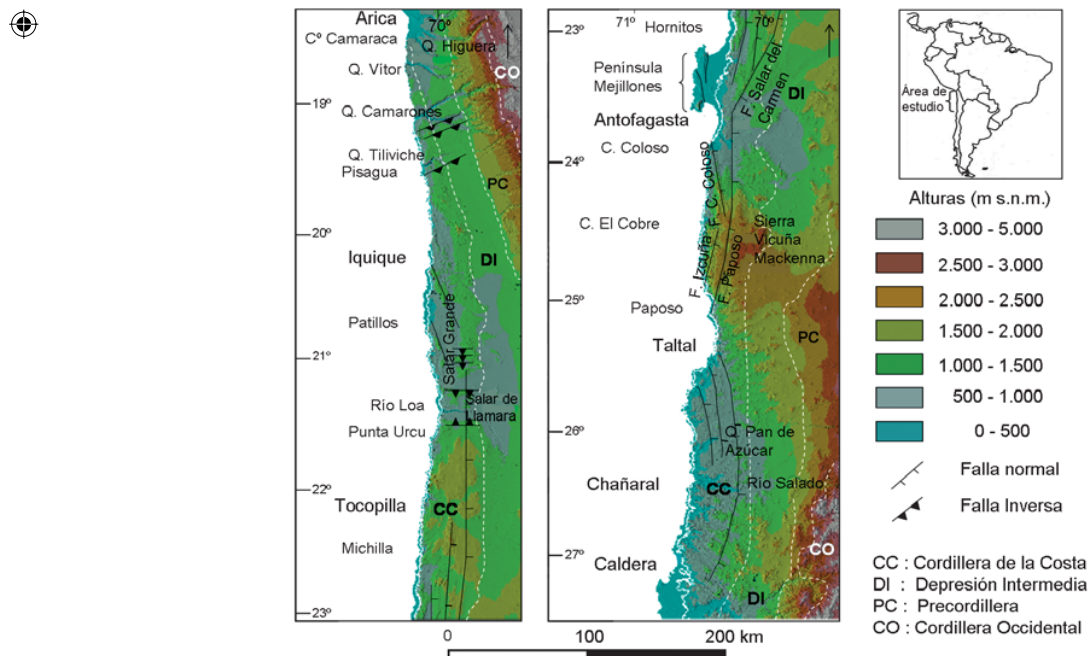 Arica
70º
Cº Camaraca
Q. Higuera
Q. Vitor
CO
19º
Q. Camarones
Q. Tiliviche
Pisagua
PC
20º
Iquique
DI
Patillos
21º
Salar Grande
Río Loa
Salar de
Llamara
Punta Urcu
22º
Tocopilla
CC
Michilla
23º
23º
71º
Hornitos
70º
Península
Mejillones
F. Salar del
Carmen
DI
Antofagasta
C. Coloso
24º
F. C. Coloso
C. El Cobre
Sierra
Vicuña
Mackenna
F. Izcuña
F. Paposo
25º
Paposo
Taltal
PC
26º
Q. Pan de
Azúcar
Chañaral
CC
Río Salado
CO
27º
Caldera
DI
0
100
200 km
Área de
estudio
Alturas (m s.n.m.)
3.000 - 5.000
2.500 - 3.000
2.000 - 2.500
1.500 - 2.000
1.000 - 1.500
500 - 1.000
0 - 500
Falla normal
Falla Inversa
CC : Cordillera de la Costa
DI : Depresión Intermedia
PC : Precordillera
CO : Cordillera Occidental